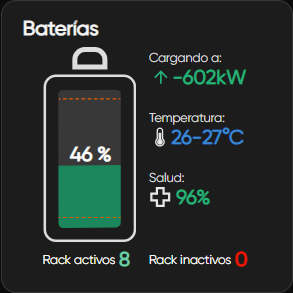 Baterías
Cargando a:
-602kW
46 %
Temperatura:
26-27°C
Salud:
96%
Rack activos 8
Rack inactivos 0